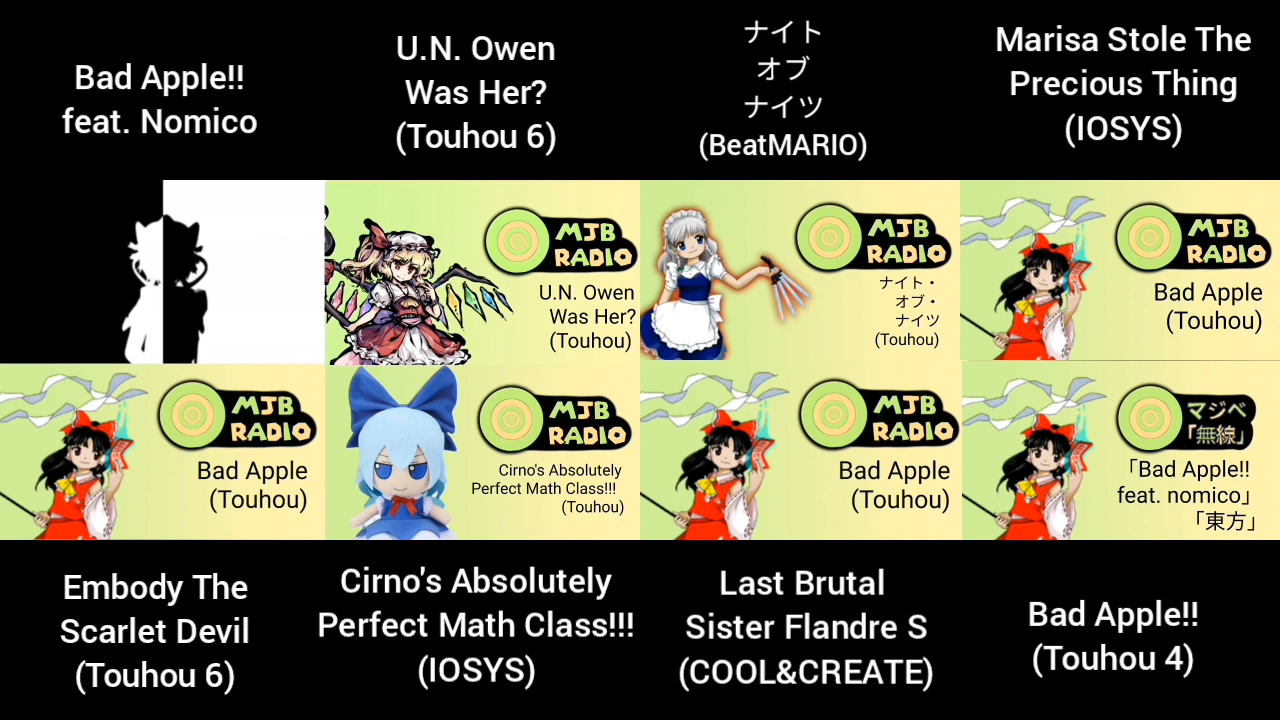 Bad Apple!!
feat. Nomico
U.N. Owen
Was Her?
(Touhou 6)
ナイト
オブ
ナイツ
(BeatMARIO)
Marisa Stole The
Precious Thing
(IOSYS)
MJB
RADIO
U.N. Owen
Was Her?
(Touhou)
MJB
RADIO
ナイト・
オブ・
ナイツ
(Touhou)
MJB
RADIO
Bad Apple
(Touhou)
MJB
RADIO
Bad Apple
(Touhou)
MJB
RADIO
Cirno's Absolutely
Perfect Math Class!!!
(Touhou)
MJB
RADIO
Bad Apple
(Touhou)
マジベ
「無線」
「Bad Apple!!
feat. nomico」
「東方」
Embody The
Scarlet Devil
(Touhou 6)
Cirno's Absolutely
Perfect Math Class!!!
(IOSYS)
Last Brutal
Sister Flandre S
(COOL&CREATE)
Bad Apple!!
(Touhou 4)